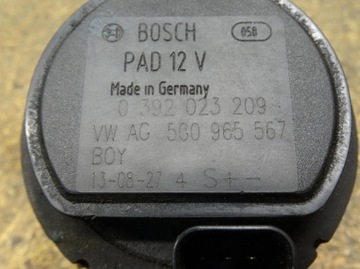 BOSCH 058
PAD 12 V
Made in Germany
0 392 023 209
VW AG 5G0 965 567
BOY
13-08-27 4 S+-